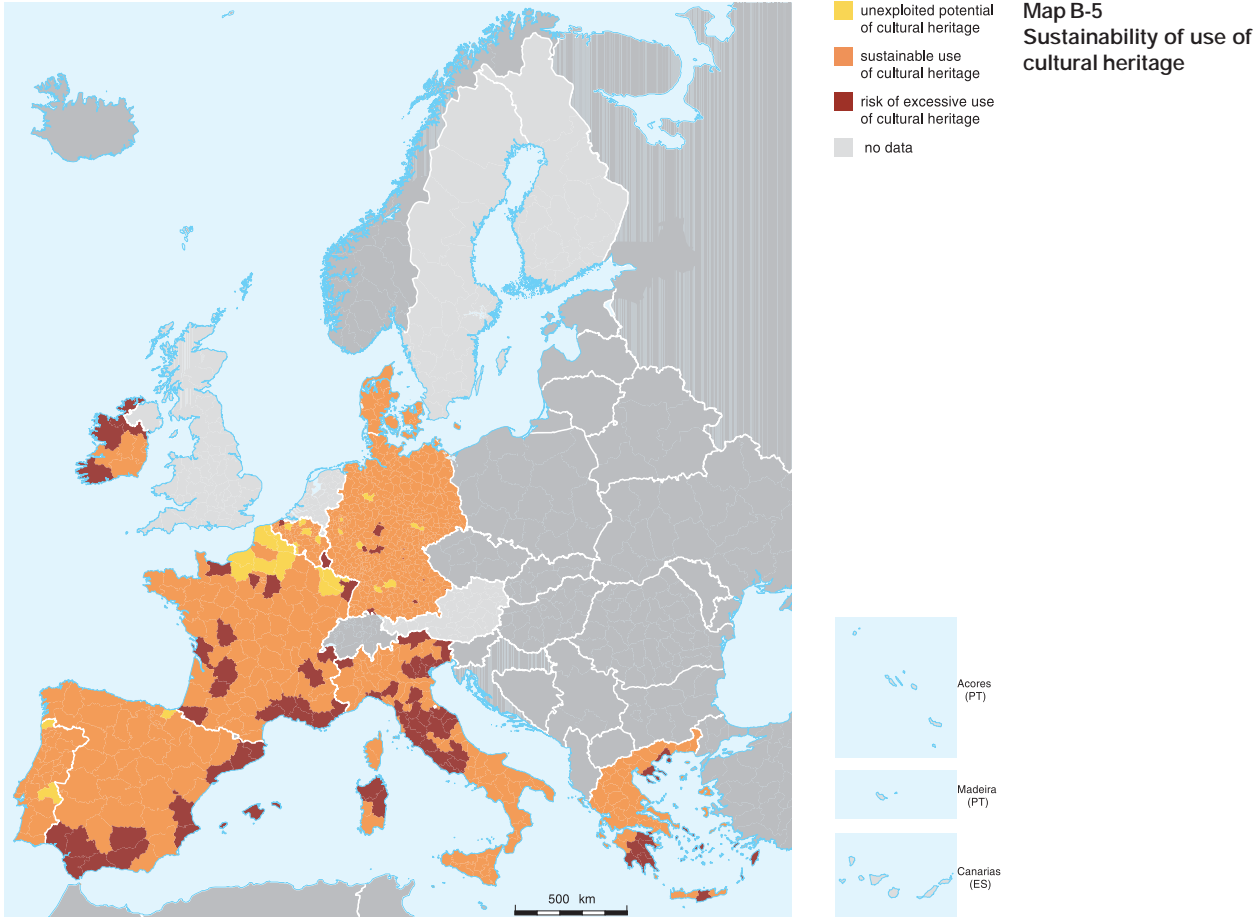 Map B-5
Sustainability of use of
cultural heritage
unexploited potential
of cultural heritage
sustainable use
of cultural heritage
risk of excessive use
of cultural heritage
no data
Acores
(PT)
Madeira
(PT)
Canarias
(ES)
500 km